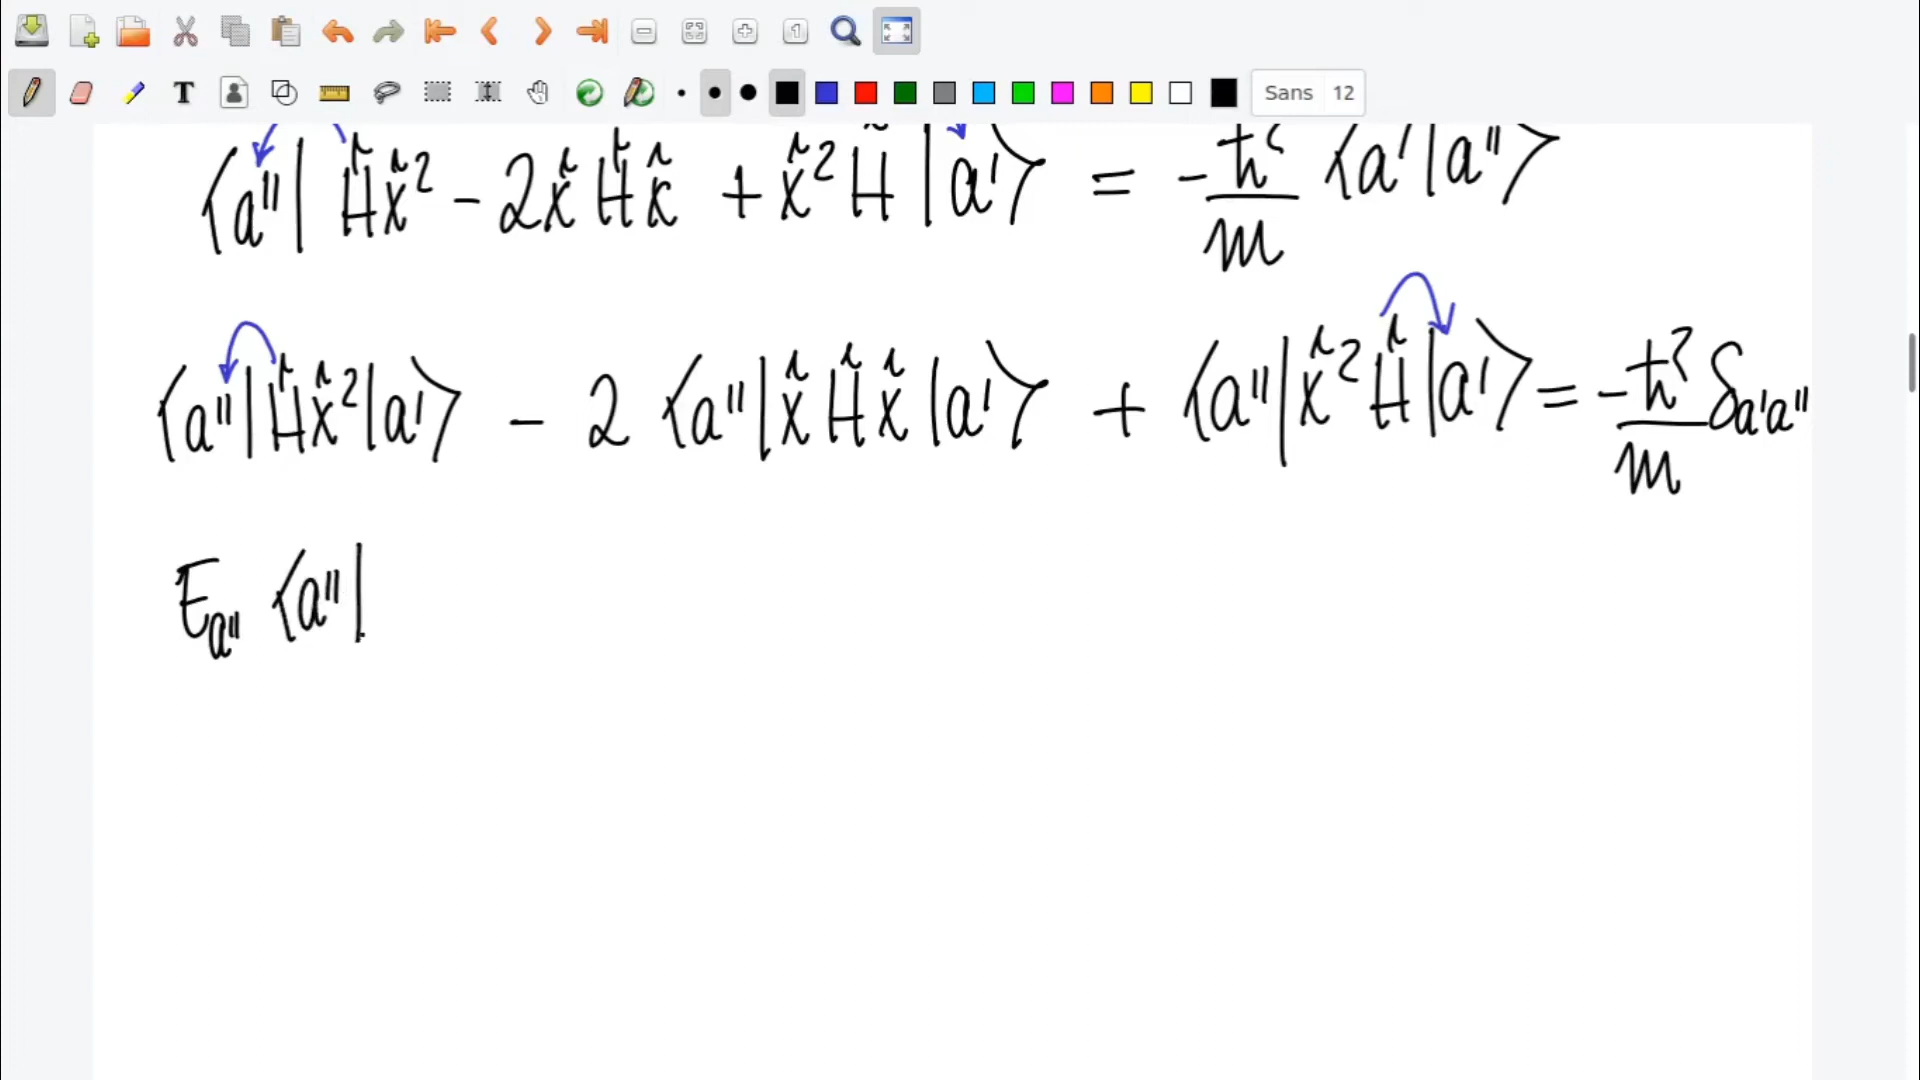 T Sans 12
⟨a''| Ĥx̂² - 2x̂Ĥx̂ + x̂²Ĥ |a'⟩ = -ħ²/m ⟨a'|a''⟩
⟨a''|Ĥx̂²|a'⟩ - 2 ⟨a''|x̂Ĥx̂|a'⟩ + ⟨a''|x̂²Ĥ|a'⟩ = -ħ²/m δa'a''
Ea'' ⟨a''|